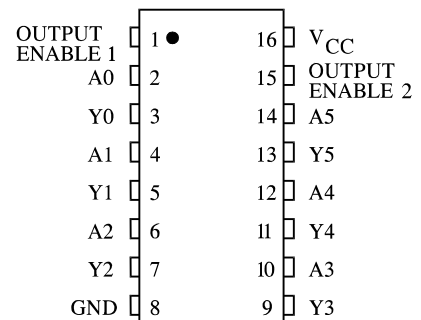 OUTPUT
ENABLE 1 1 16 VCC
A0 2 15 OUTPUT
ENABLE 2
Y0 3 14 A5
A1 4 13 Y5
Y1 5 12 A4
A2 6 11 Y4
Y2 7 10 A3
GND 8 9 Y3